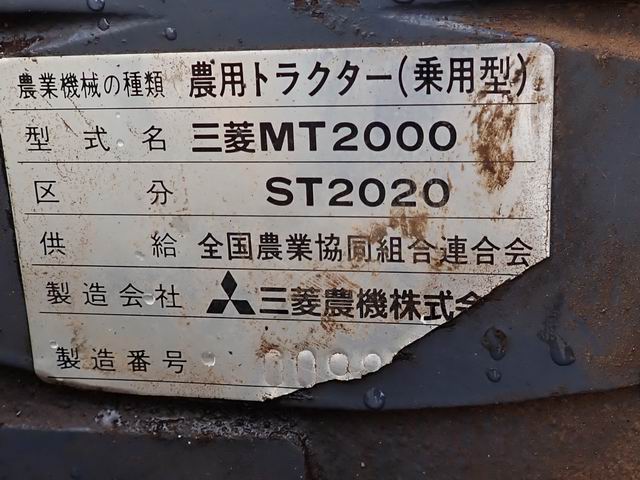 農業機械の種類 農用トラクター(乗用型)
型式名 三菱MT2000
区分 ST2020
供給 全国農業協同組合連合会
製造会社 三菱農機株式会
製造番号